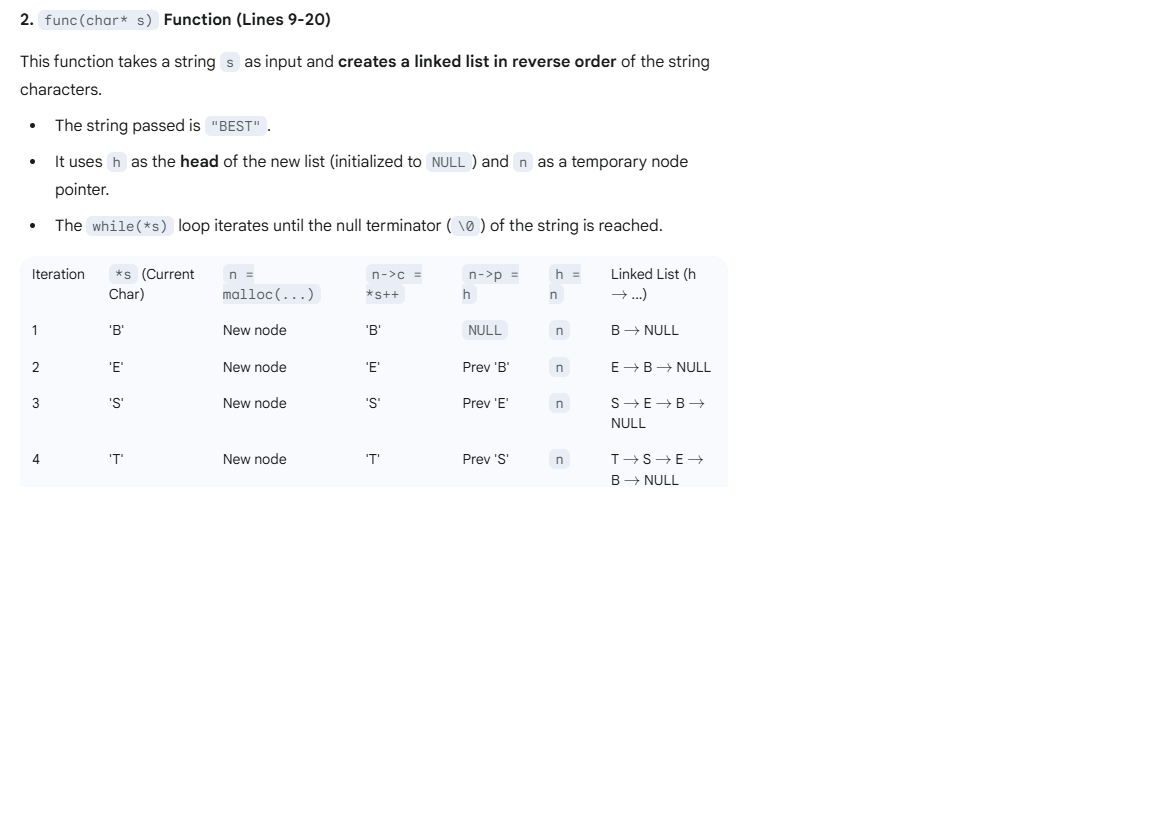 2. func(char* s) Function (Lines 9-20)
This function takes a string s as input and creates a linked list in reverse order of the string
characters.
• The string passed is "BEST".
• It uses h as the head of the new list (initialized to NULL) and n as a temporary node
pointer.
• The while(*s) loop iterates until the null terminator (\0) of the string is reached.
Iteration *s (Current n = n->c = n->p = h = Linked List (h
Char) malloc(...) *s++ h n → ...)
1 'B' New node 'B' NULL n B → NULL
2 'E' New node 'E' Prev 'B' n E → B → NULL
3 'S' New node 'S' Prev 'E' n S → E → B →
NULL
4 'T' New node 'T' Prev 'S' n T → S → E →
B → NULL